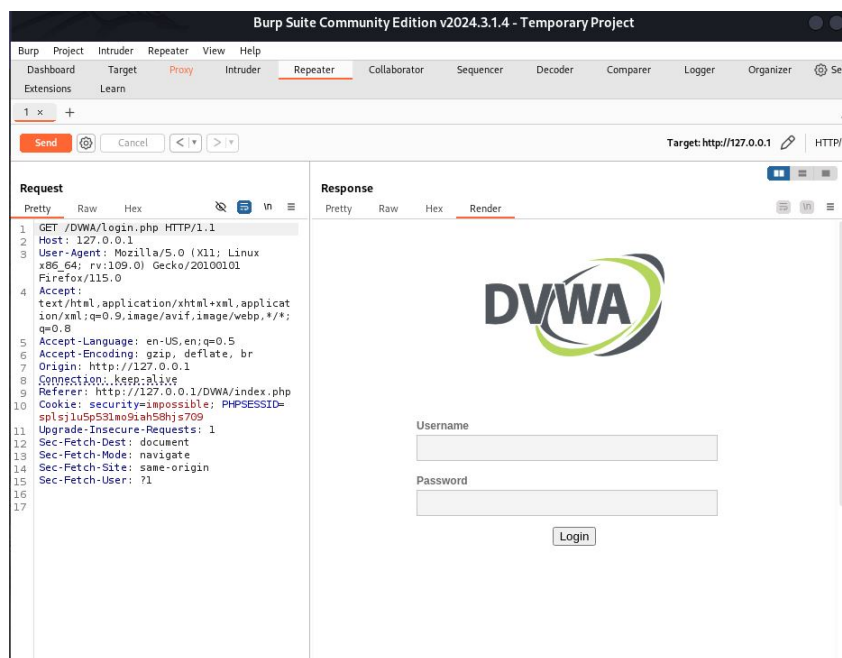 Burp Suite Community Edition v2024.3.1.4 - Temporary Project
Burp Project Intruder Repeater View Help
Dashboard Target Proxy Intruder Repeater Collaborator Sequencer Decoder Comparer Logger Organizer Se
Extensions Learn
1 × +
Send Cancel < > Target: http://127.0.0.1 HTTP/
Request
Pretty Raw Hex \n
1 GET /DVWA/login.php HTTP/1.1
2 Host: 127.0.0.1
3 User-Agent: Mozilla/5.0 (X11; Linux
x86_64; rv:109.0) Gecko/20100101
Firefox/115.0
4 Accept:
text/html,application/xhtml+xml,applicat
ion/xml;q=0.9,image/avif,image/webp,*/*;
q=0.8
5 Accept-Language: en-US,en;q=0.5
6 Accept-Encoding: gzip, deflate, br
7 Origin: http://127.0.0.1
8 Connection: keep-alive
9 Referer: http://127.0.0.1/DVWA/index.php
10 Cookie: security=impossible; PHPSESSID=
splsj1u5p531mo9iah58hjs709
11 Upgrade-Insecure-Requests: 1
12 Sec-Fetch-Dest: document
13 Sec-Fetch-Mode: navigate
14 Sec-Fetch-Site: same-origin
15 Sec-Fetch-User: ?1
16
17
Response
Pretty Raw Hex Render \n
DVWA
Username
Password
Login